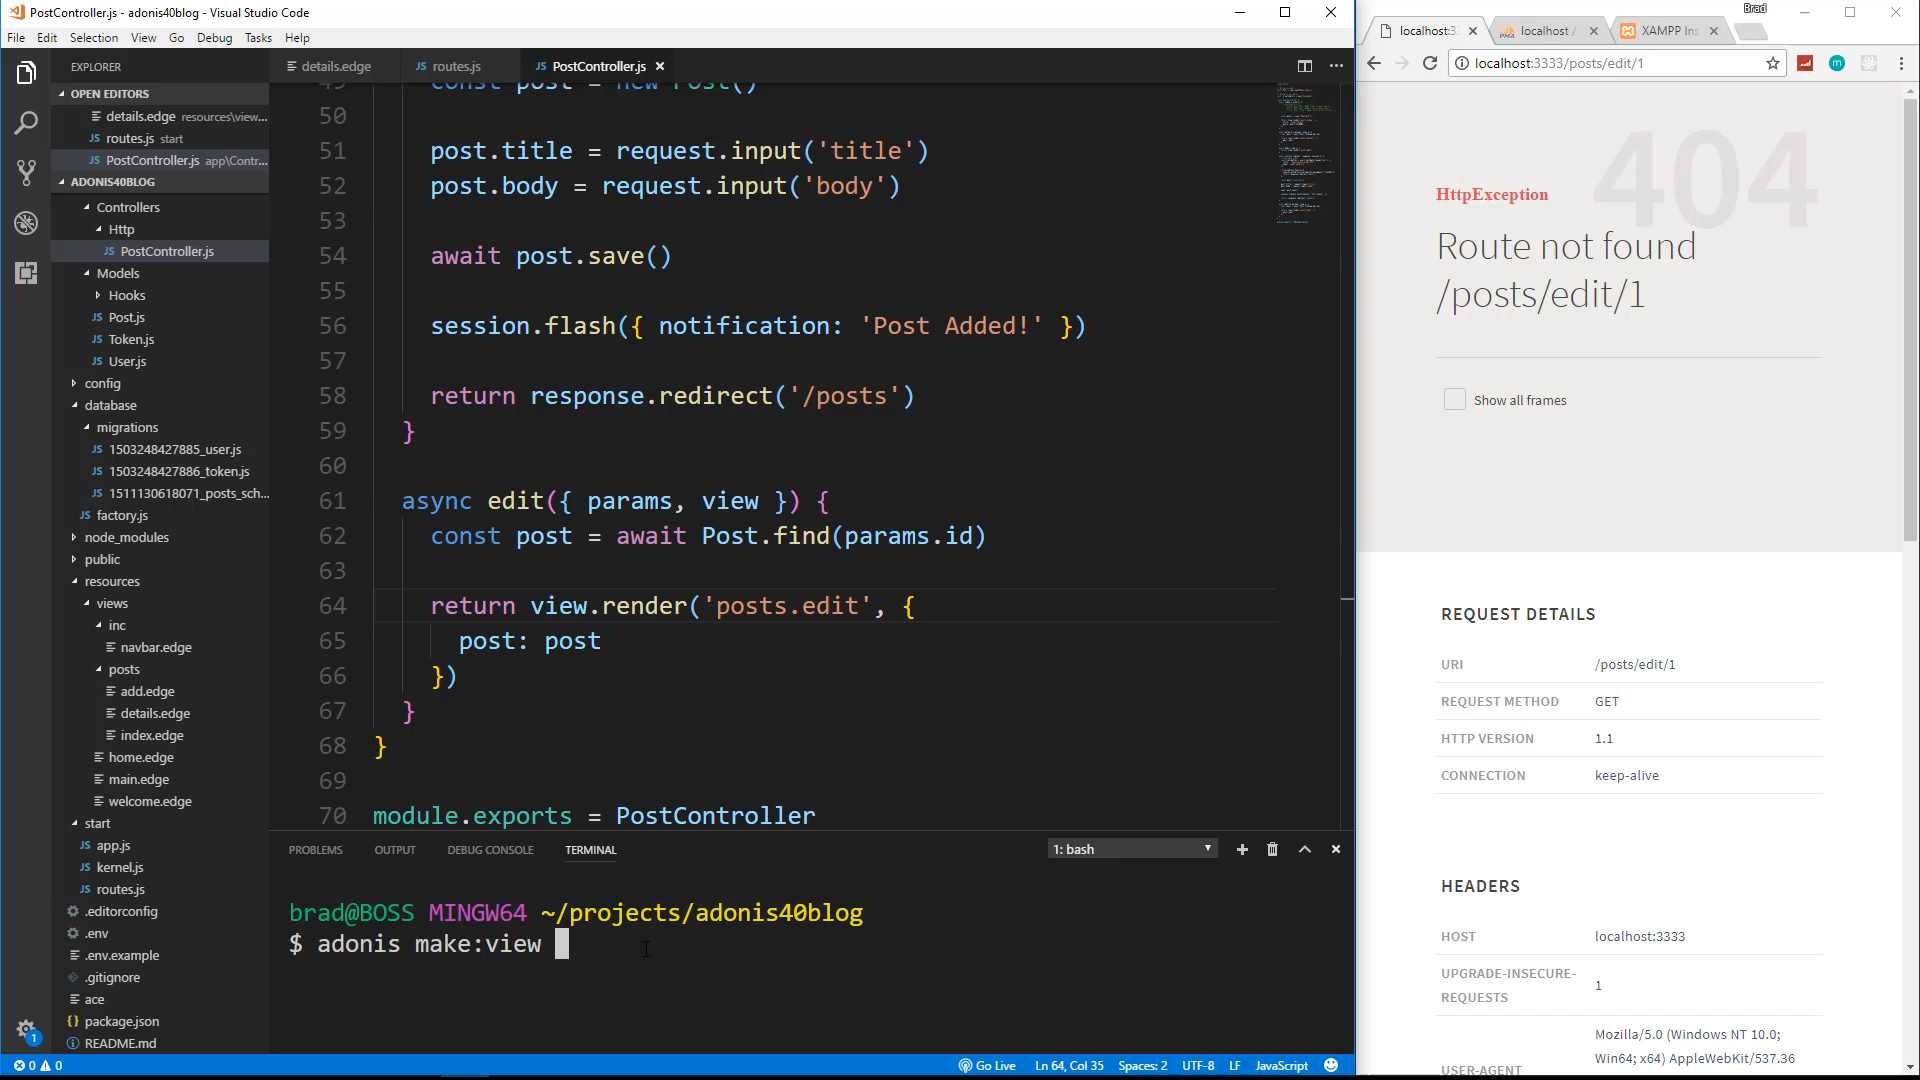 PostController.js - adonis40blog - Visual Studio Code
File Edit Selection View Go Debug Tasks Help
EXPLORER
OPEN EDITORS
details.edge resources\view...
routes.js start
PostController.js app\Contr...
ADONIS40BLOG
Controllers
Http
PostController.js
Models
Hooks
Post.js
Token.js
User.js
config
database
migrations
1503248427885_user.js
1503248427886_token.js
1511130618071_posts_sch...
factory.js
node_modules
public
resources
views
inc
navbar.edge
posts
add.edge
details.edge
index.edge
home.edge
main.edge
welcome.edge
start
app.js
kernel.js
routes.js
.editorconfig
.env
.env.example
.gitignore
ace
package.json
README.md
details.edge routes.js PostController.js
49 const post = new Post()
50
51 post.title = request.input('title')
52 post.body = request.input('body')
53
54 await post.save()
55
56 session.flash({ notification: 'Post Added!' })
57
58 return response.redirect('/posts')
59 }
60
61 async edit({ params, view }) {
62 const post = await Post.find(params.id)
63
64 return view.render('posts.edit', {
65 post: post
66 })
67 }
68 }
69
70 module.exports = PostController
PROBLEMS OUTPUT DEBUG CONSOLE TERMINAL 1: bash
brad@BOSS MINGW64 ~/projects/adonis40blog
$ adonis make:view
1
0 0 Go Live Ln 64, Col 35 Spaces: 2 UTF-8 LF JavaScript
Brad
localhost:3 localhost / XAMPP Ins
localhost:3333/posts/edit/1
404
HttpException
Route not found
/posts/edit/1
Show all frames
REQUEST DETAILS
URI /posts/edit/1
REQUEST METHOD GET
HTTP VERSION 1.1
CONNECTION keep-alive
HEADERS
HOST localhost:3333
UPGRADE-INSECURE-
REQUESTS 1
Mozilla/5.0 (Windows NT 10.0;
Win64; x64) AppleWebKit/537.36
USER-AGENT